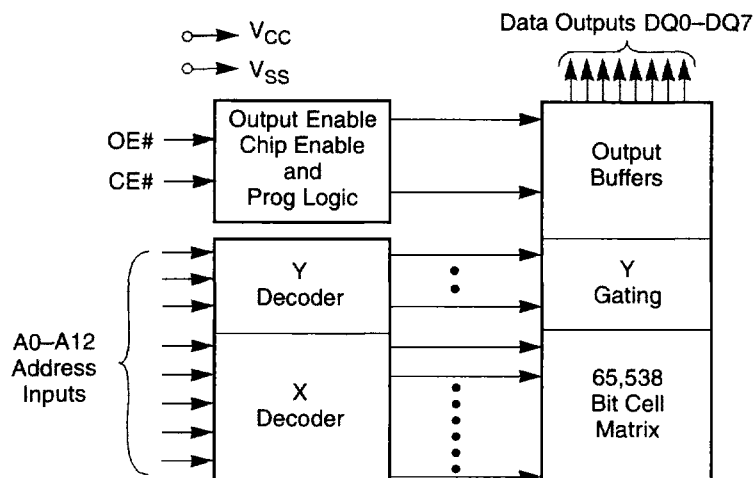 Data Outputs DQ0–DQ7
VCC
VSS
OE#
CE#
Output Enable
Chip Enable
and
Prog Logic
Output
Buffers
Y
Decoder
Y
Gating
A0–A12
Address
Inputs
X
Decoder
65,538
Bit Cell
Matrix